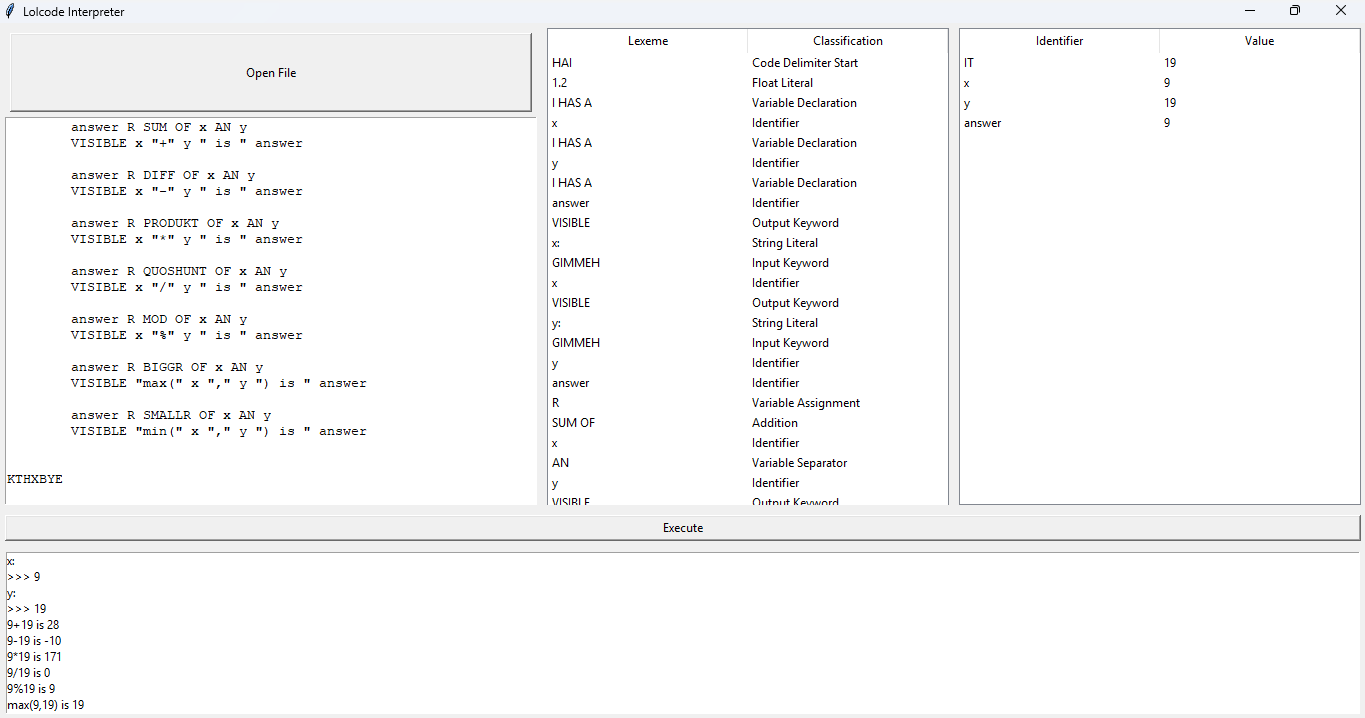 Lolcode Interpreter
Open File
answer R SUM OF x AN y
VISIBLE x "+" y " is " answer
answer R DIFF OF x AN y
VISIBLE x "-" y " is " answer
answer R PRODUKT OF x AN y
VISIBLE x "*" y " is " answer
answer R QUOSHUNT OF x AN y
VISIBLE x "/" y " is " answer
answer R MOD OF x AN y
VISIBLE x "%" y " is " answer
answer R BIGGR OF x AN y
VISIBLE "max(" x "," y ") is " answer
answer R SMALLR OF x AN y
VISIBLE "min(" x "," y ") is " answer
KTHXBYE
Lexeme Classification
HAI Code Delimiter Start
1.2 Float Literal
I HAS A Variable Declaration
x Identifier
I HAS A Variable Declaration
y Identifier
I HAS A Variable Declaration
answer Identifier
VISIBLE Output Keyword
x: String Literal
GIMMEH Input Keyword
x Identifier
VISIBLE Output Keyword
y: String Literal
GIMMEH Input Keyword
y Identifier
answer Identifier
R Variable Assignment
SUM OF Addition
x Identifier
AN Variable Separator
y Identifier
VISIBLE Output Keyword
Identifier Value
IT 19
x 9
y 19
answer 9
Execute
x:
>>> 9
y:
>>> 19
9+19 is 28
9-19 is -10
9*19 is 171
9/19 is 0
9%19 is 9
max(9,19) is 19